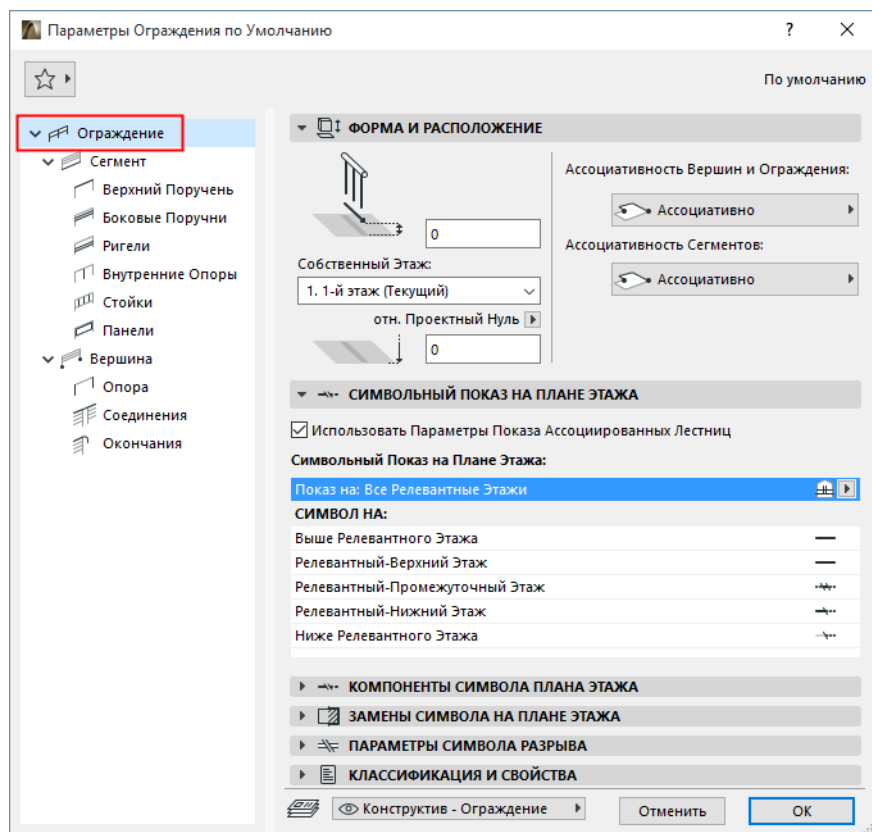 Параметры Ограждения по Умолчанию
?
По умолчанию
Ограждение
Сегмент
Верхний Поручень
Боковые Поручни
Ригели
Внутренние Опоры
Стойки
Панели
Вершина
Опора
Соединения
Окончания
ФОРМА И РАСПОЛОЖЕНИЕ
0
Собственный Этаж:
1. 1-й этаж (Текущий)
отн. Проектный Нуль
0
Ассоциативность Вершин и Ограждения:
Ассоциативно
Ассоциативность Сегментов:
Ассоциативно
СИМВОЛЬНЫЙ ПОКАЗ НА ПЛАНЕ ЭТАЖА
Использовать Параметры Показа Ассоциированных Лестниц
Символьный Показ на Плане Этажа:
Показ на: Все Релевантные Этажи
СИМВОЛ НА:
Выше Релевантного Этажа
Релевантный-Верхний Этаж
Релевантный-Промежуточный Этаж
Релевантный-Нижний Этаж
Ниже Релевантного Этажа
КОМПОНЕНТЫ СИМВОЛА ПЛАНА ЭТАЖА
ЗАМЕНЫ СИМВОЛА НА ПЛАНЕ ЭТАЖА
ПАРАМЕТРЫ СИМВОЛА РАЗРЫВА
КЛАССИФИКАЦИЯ И СВОЙСТВА
Конструктив - Ограждение
Отменить
ОК